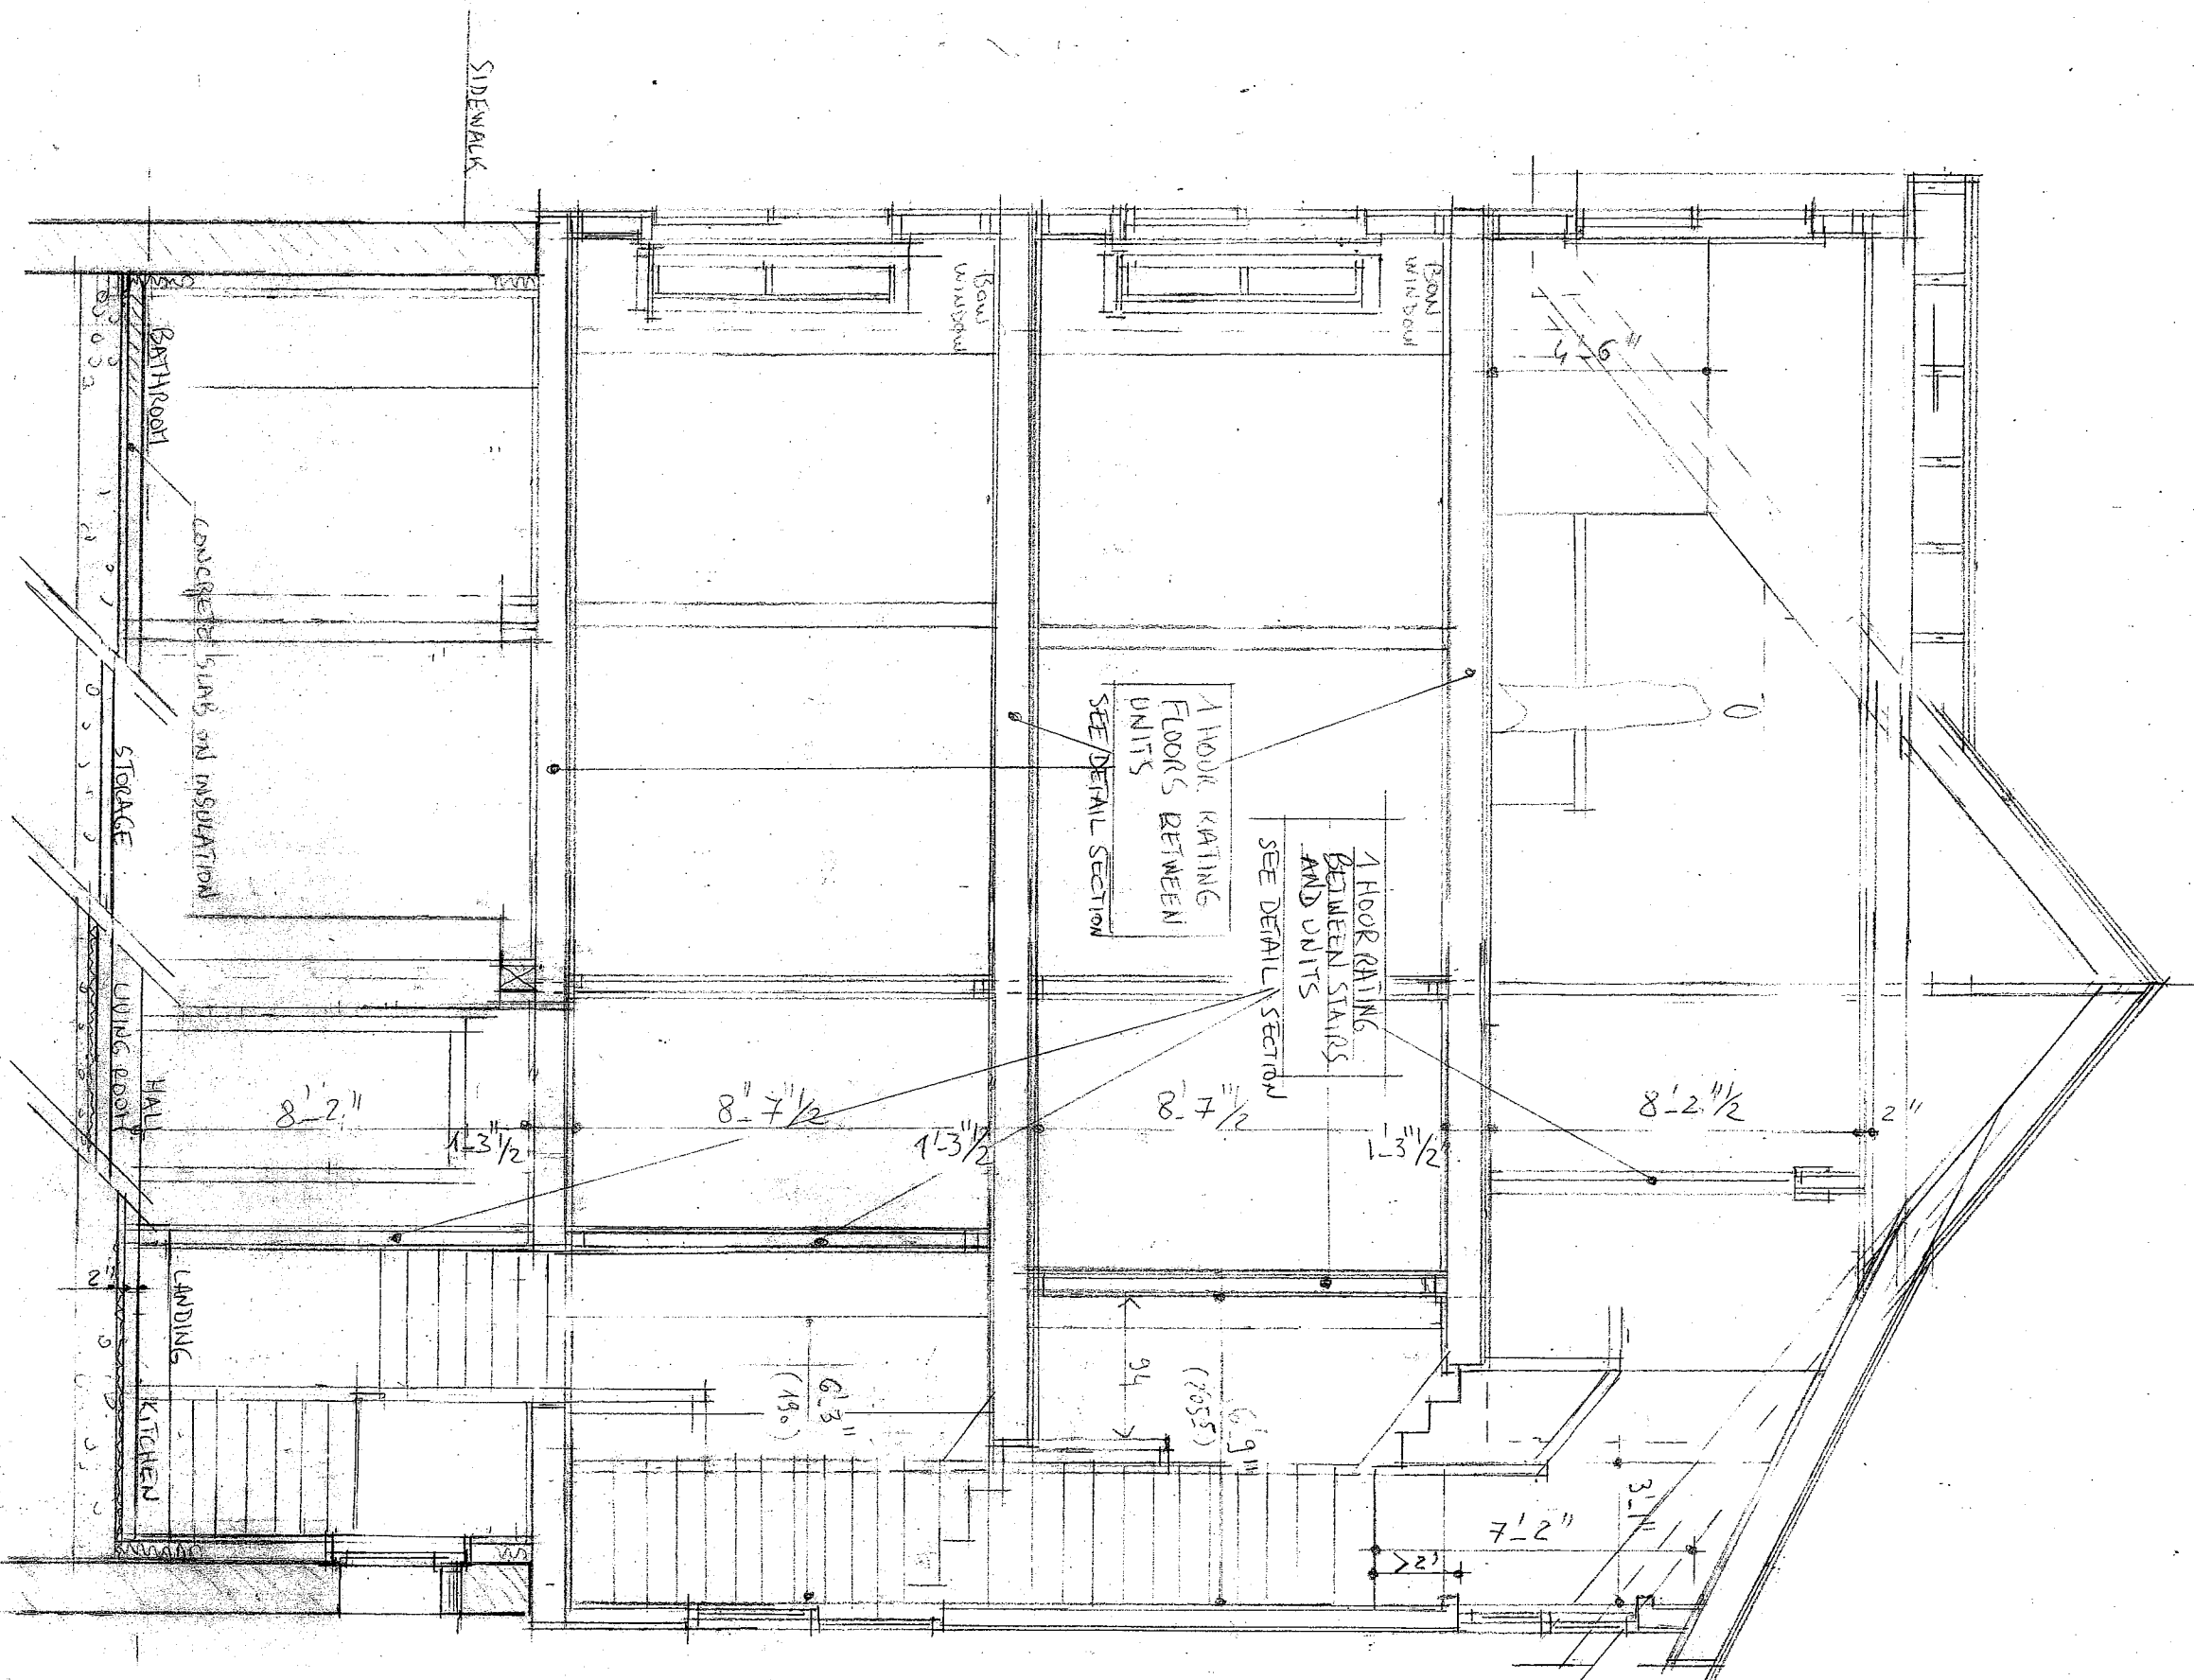 SIDEWALK
BOW
WINDOW
BOW
WINDOW
4-6"
BATHROOM
CONCRETE SLAB ON INSULATION
STORAGE
1 HOUR RATING
FLOORS BETWEEN
UNITS
SEE DETAIL SECTION
1 HOUR RATING
BETWEEN STAIRS
AND UNITS
SEE DETAIL SECTION
LIVING ROOM
HALL
8'-2"
1-3"1/2
8'-7"1/2
1'-3"1/2
8'-7"1/2
1'-3"1/2
8'-2"1/2
2"
2"
LANDING
KITCHEN
6'-3"
(190)
94
6'9"
(205.5)
3'-1"
7'-2"
>2'